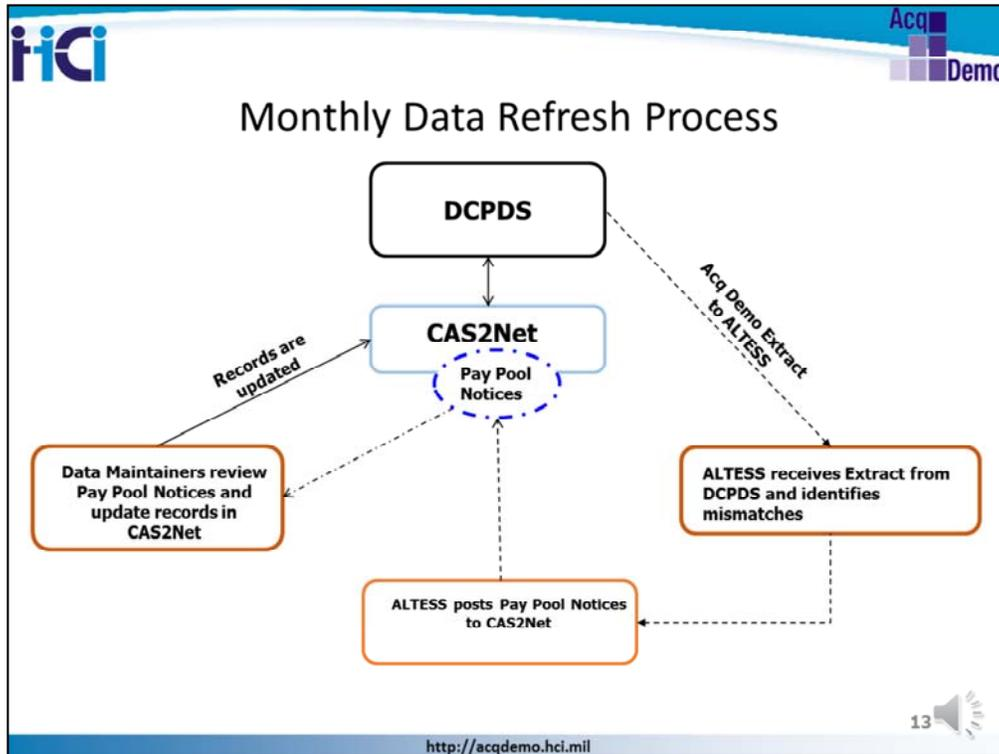 HCi
Acq
Demo
Monthly Data Refresh Process
DCPDS
CAS2Net
Pay Pool
Notices
Records are
updated
Acq Demo Extract
to ALTESS
Data Maintainers review
Pay Pool Notices and
update records in
CAS2Net
ALTESS receives Extract from
DCPDS and identifies
mismatches
ALTESS posts Pay Pool Notices
to CAS2Net
13
http://acqdemo.hci.mil